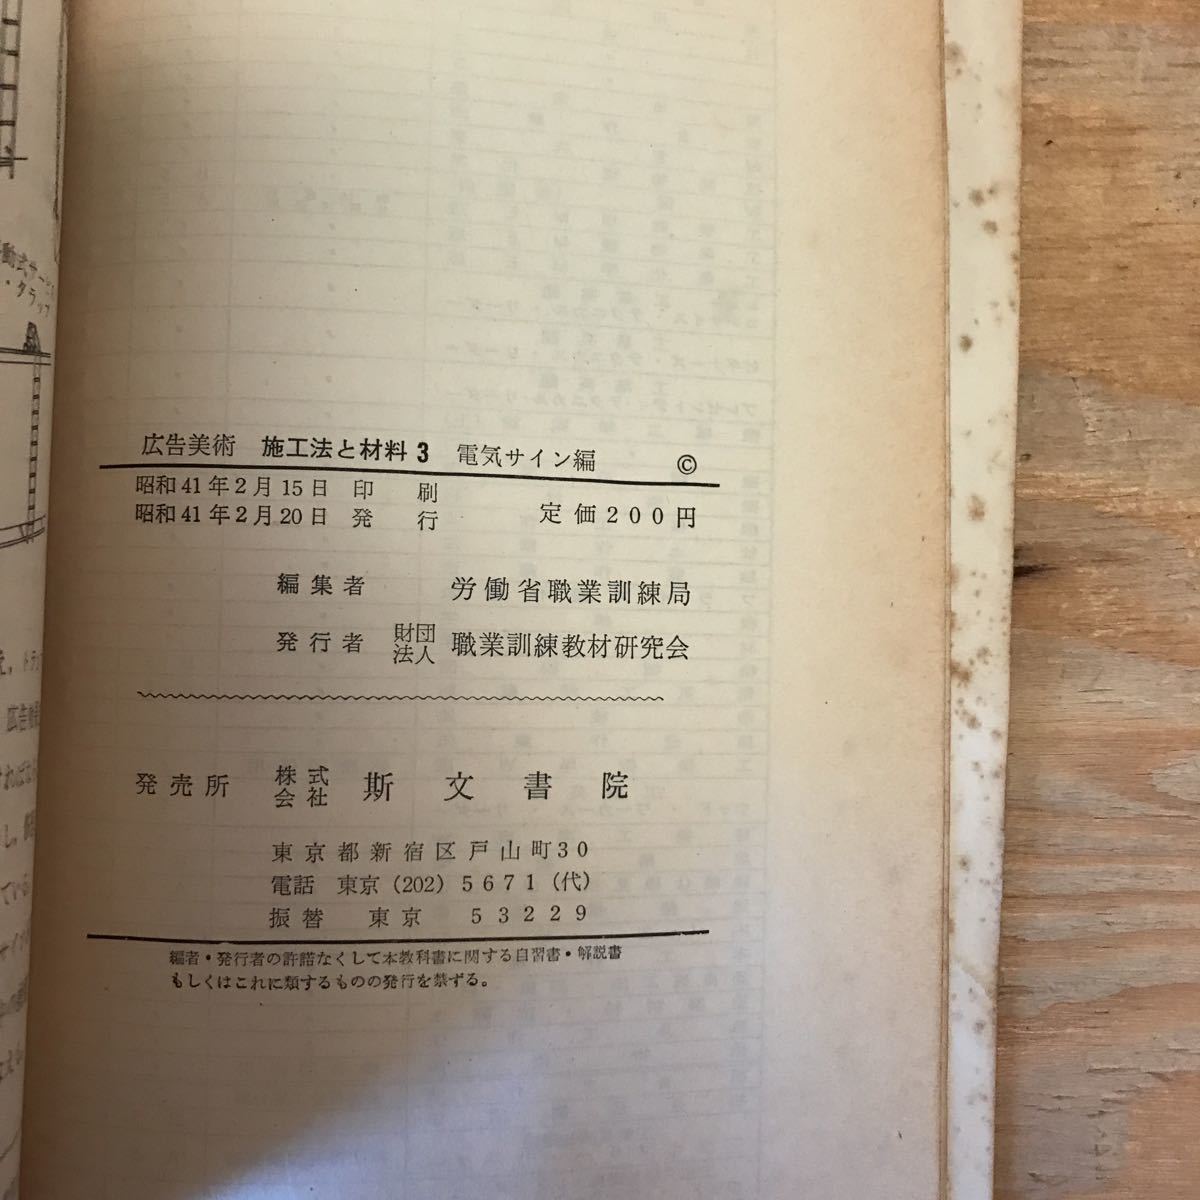 広告美術 施工法と材料3 電気サイン編 ©
昭和41年2月15日 印刷
昭和41年2月20日 発行 定価200円
編集者 労働省職業訓練局
発行者 財団法人 職業訓練教材研究会
発売所 株式会社 斯文書院
東京都新宿区戸山町30
電話 東京(202)5671(代)
振替 東京 53229
編者・発行者の許諾なくして本教科書に関する自習書・解説書
もしくはこれに類するものの発行を禁ずる。